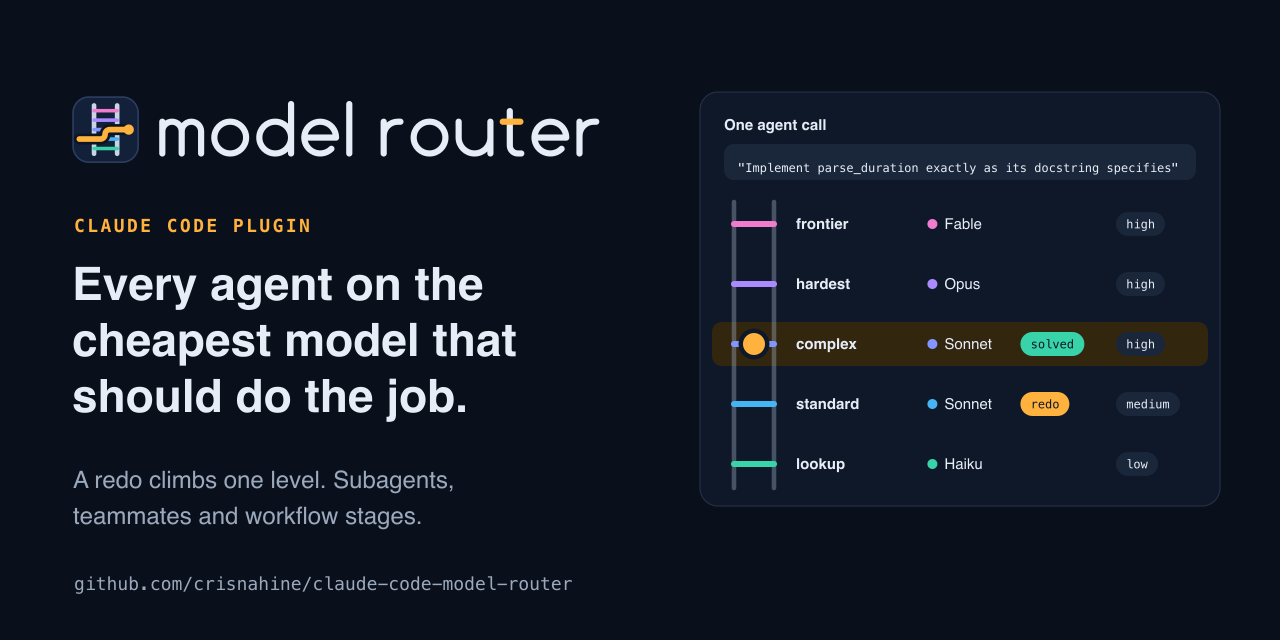 model router
CLAUDE CODE PLUGIN
Every agent on the
cheapest model that
should do the job.
A redo climbs one level. Subagents,
teammates and workflow stages.
github.com/crisnahine/claude-code-model-router
One agent call
"Implement parse_duration exactly as its docstring specifies"
frontier Fable high
hardest Opus high
complex Sonnet solved high
standard Sonnet redo medium
lookup Haiku low